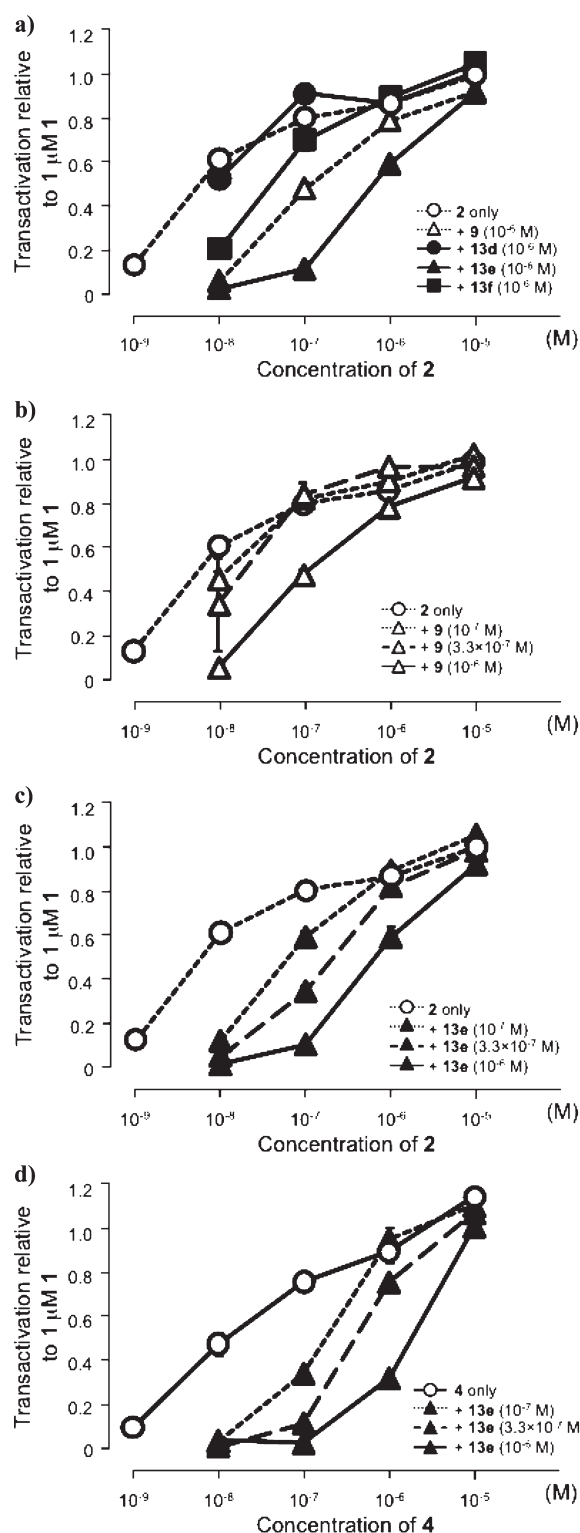 a)
Transactivation relative
to 1 μM 1
1.2
1.0
0.8
0.6
0.4
0.2
0
2 only
+ 9 (10⁻⁶ M)
+ 13d (10⁻⁶ M)
+ 13e (10⁻⁶ M)
+ 13f (10⁻⁶ M)
10⁻⁹ 10⁻⁸ 10⁻⁷ 10⁻⁶ 10⁻⁵ (M)
Concentration of 2
b)
Transactivation relative
to 1 μM 1
1.2
1.0
0.8
0.6
0.4
0.2
0
2 only
+ 9 (10⁻⁷ M)
+ 9 (3.3×10⁻⁷ M)
+ 9 (10⁻⁶ M)
10⁻⁹ 10⁻⁸ 10⁻⁷ 10⁻⁶ 10⁻⁵ (M)
Concentration of 2
c)
Transactivation relative
to 1 μM 1
1.2
1.0
0.8
0.6
0.4
0.2
0
2 only
+ 13e (10⁻⁷ M)
+ 13e (3.3×10⁻⁷ M)
+ 13e (10⁻⁶ M)
10⁻⁹ 10⁻⁸ 10⁻⁷ 10⁻⁶ 10⁻⁵ (M)
Concentration of 2
d)
Transactivation relative
to 1 μM 1
1.2
1.0
0.8
0.6
0.4
0.2
0
4 only
+ 13e (10⁻⁷ M)
+ 13e (3.3×10⁻⁷ M
+ 13e (10⁻⁶ M)
10⁻⁹ 10⁻⁸ 10⁻⁷ 10⁻⁶ 10⁻⁵ (M)
Concentration of 4